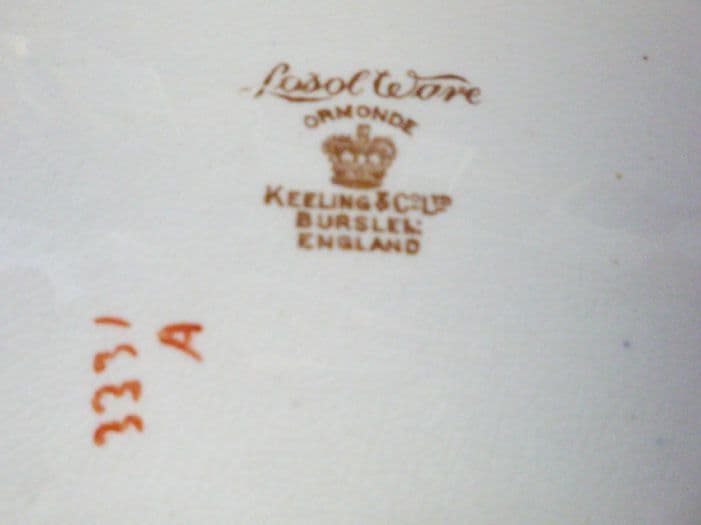 Losol Ware
ORMONDE
KEELING & Co LTD
BURSLEM
ENGLAND
3331
A